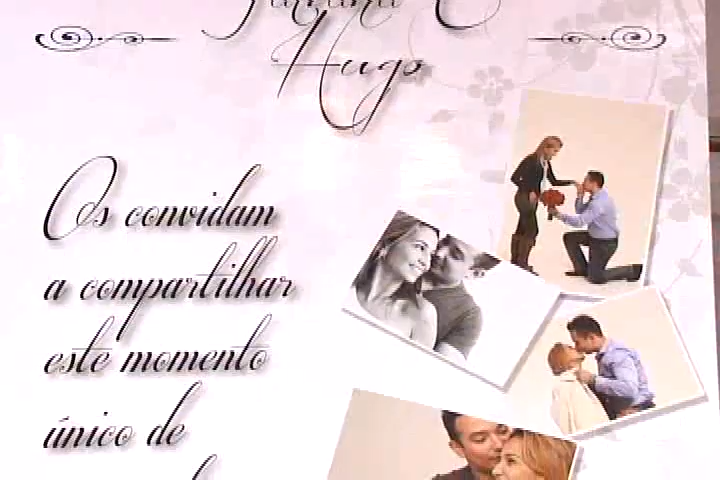 Hugo
Os convidam
a compartilhar
este momento
único de